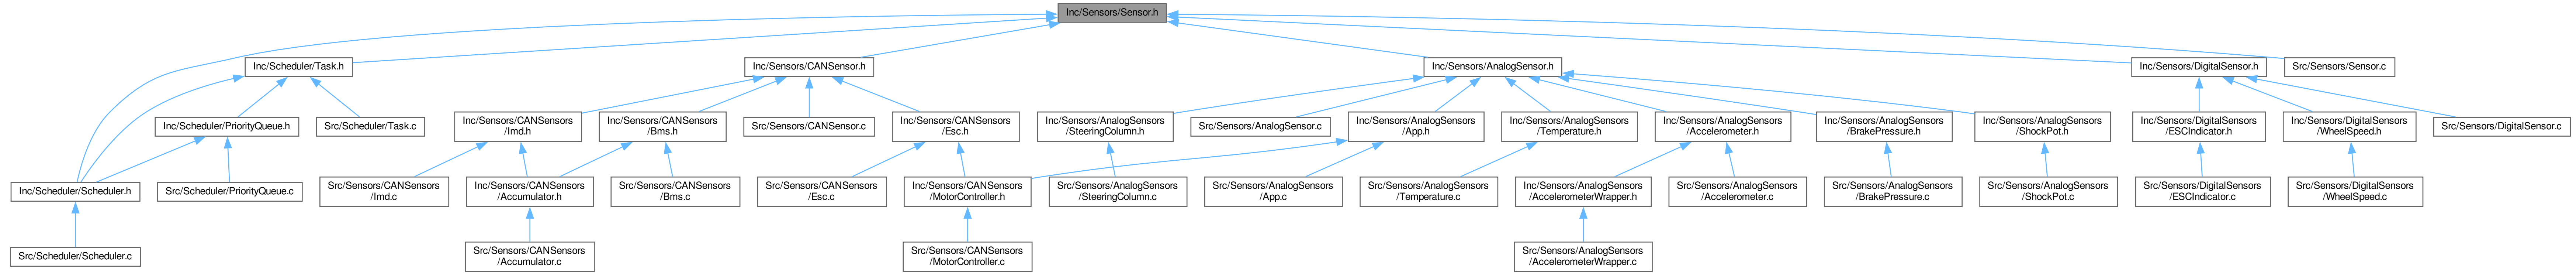 Inc/Sensors/Sensor.h
Inc/Scheduler/Task.h
Inc/Sensors/CANSensor.h
Inc/Sensors/AnalogSensor.h
Inc/Sensors/DigitalSensor.h
Src/Sensors/Sensor.c
Inc/Scheduler/PriorityQueue.h
Src/Scheduler/Task.c
Inc/Sensors/CANSensors
/Imd.h
Inc/Sensors/CANSensors
/Bms.h
Src/Sensors/CANSensor.c
Inc/Sensors/CANSensors
/Esc.h
Inc/Sensors/AnalogSensors
/SteeringColumn.h
Src/Sensors/AnalogSensor.c
Inc/Sensors/AnalogSensors
/App.h
Inc/Sensors/AnalogSensors
/Temperature.h
Inc/Sensors/AnalogSensors
/Accelerometer.h
Inc/Sensors/AnalogSensors
/BrakePressure.h
Inc/Sensors/AnalogSensors
/ShockPot.h
Inc/Sensors/DigitalSensors
/ESCIndicator.h
Inc/Sensors/DigitalSensors
/WheelSpeed.h
Src/Sensors/DigitalSensor.c
Inc/Scheduler/Scheduler.h
Src/Scheduler/PriorityQueue.c
Src/Sensors/CANSensors
/Imd.c
Inc/Sensors/CANSensors
/Accumulator.h
Src/Sensors/CANSensors
/Bms.c
Src/Sensors/CANSensors
/Esc.c
Inc/Sensors/CANSensors
/MotorController.h
Src/Sensors/AnalogSensors
/SteeringColumn.c
Src/Sensors/AnalogSensors
/App.c
Src/Sensors/AnalogSensors
/Temperature.c
Inc/Sensors/AnalogSensors
/AccelerometerWrapper.h
Src/Sensors/AnalogSensors
/Accelerometer.c
Src/Sensors/AnalogSensors
/BrakePressure.c
Src/Sensors/AnalogSensors
/ShockPot.c
Src/Sensors/DigitalSensors
/ESCIndicator.c
Src/Sensors/DigitalSensors
/WheelSpeed.c
Src/Scheduler/Scheduler.c
Src/Sensors/CANSensors
/Accumulator.c
Src/Sensors/CANSensors
/MotorController.c
Src/Sensors/AnalogSensors
/AccelerometerWrapper.c